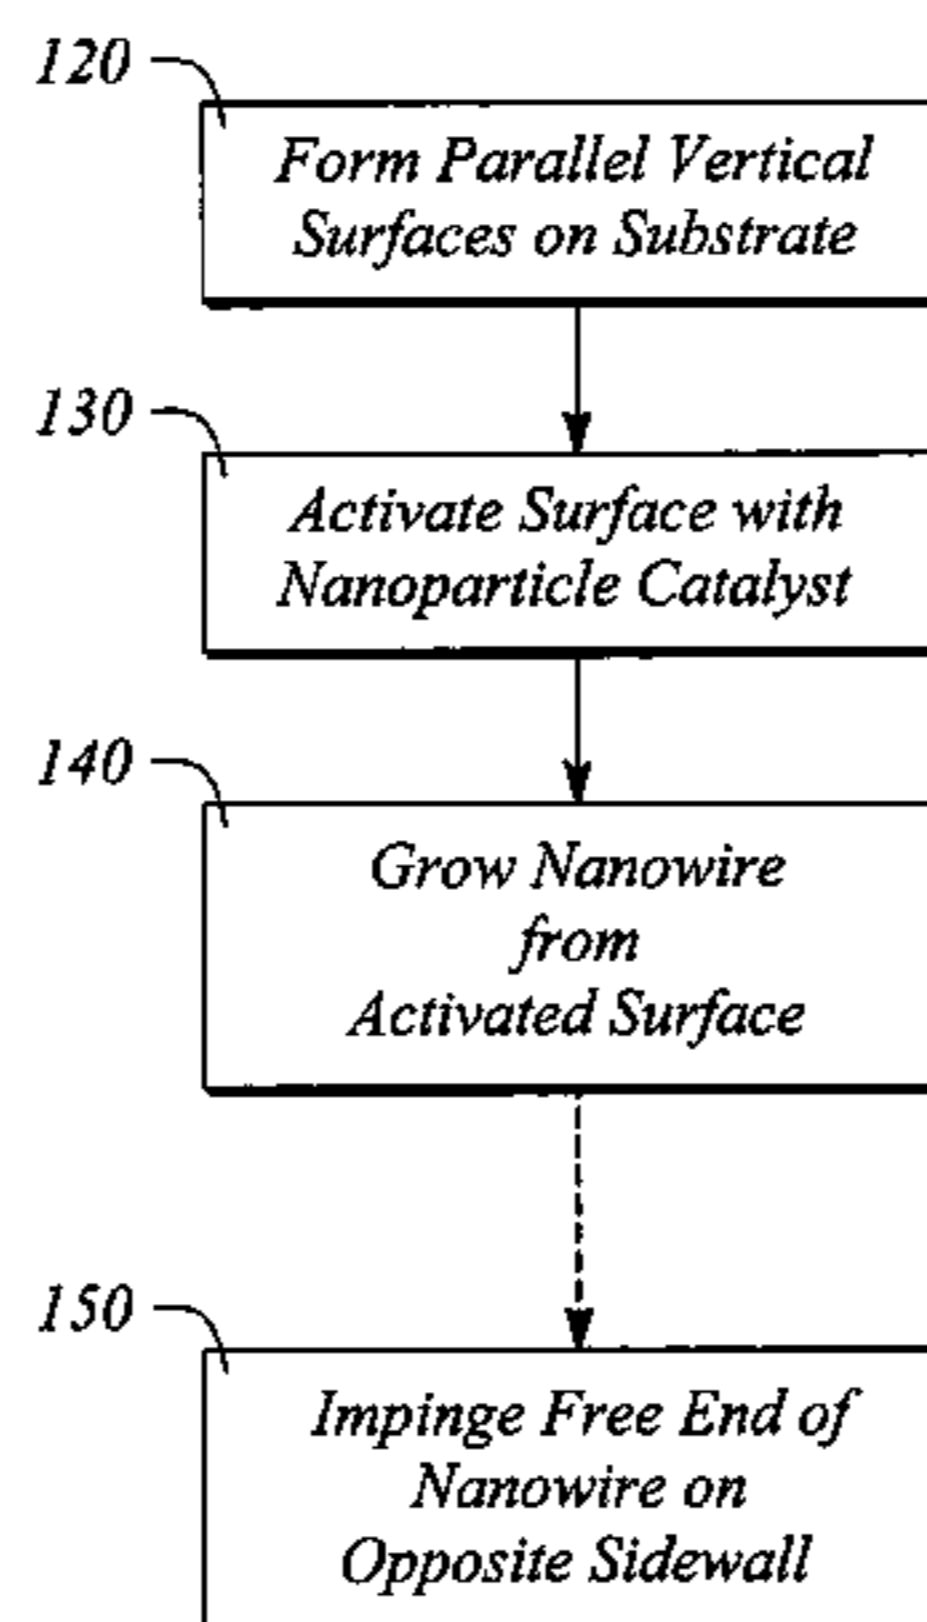 120
Form Parallel Vertical
Surfaces on Substrate
130
Activate Surface with
Nanoparticle Catalyst
140
Grow Nanowire
from
Activated Surface
150
Impinge Free End of
Nanowire on
Opposite Sidewall